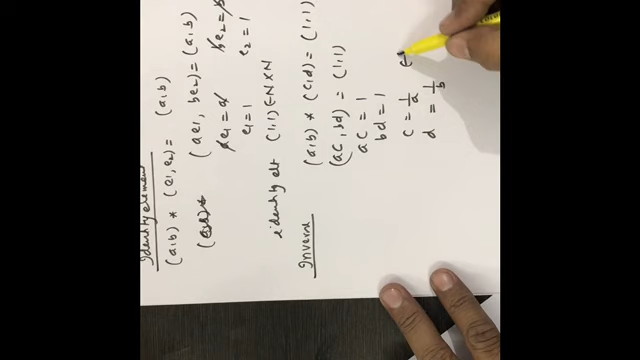 Identity element
(a,b) * (e1, e2) = (a,b)
(a,b) *
(ae1, be2) = (a,b)
ae1 = a
be2 = b
e1 = 1
e2 = 1
identity elt (1,1) ∈ N×N
Inverse
(a,b) * (c,d) = (1,1)
(ac, bd) = (1,1)
ac = 1
bd = 1
c = 1/a
d = 1/b